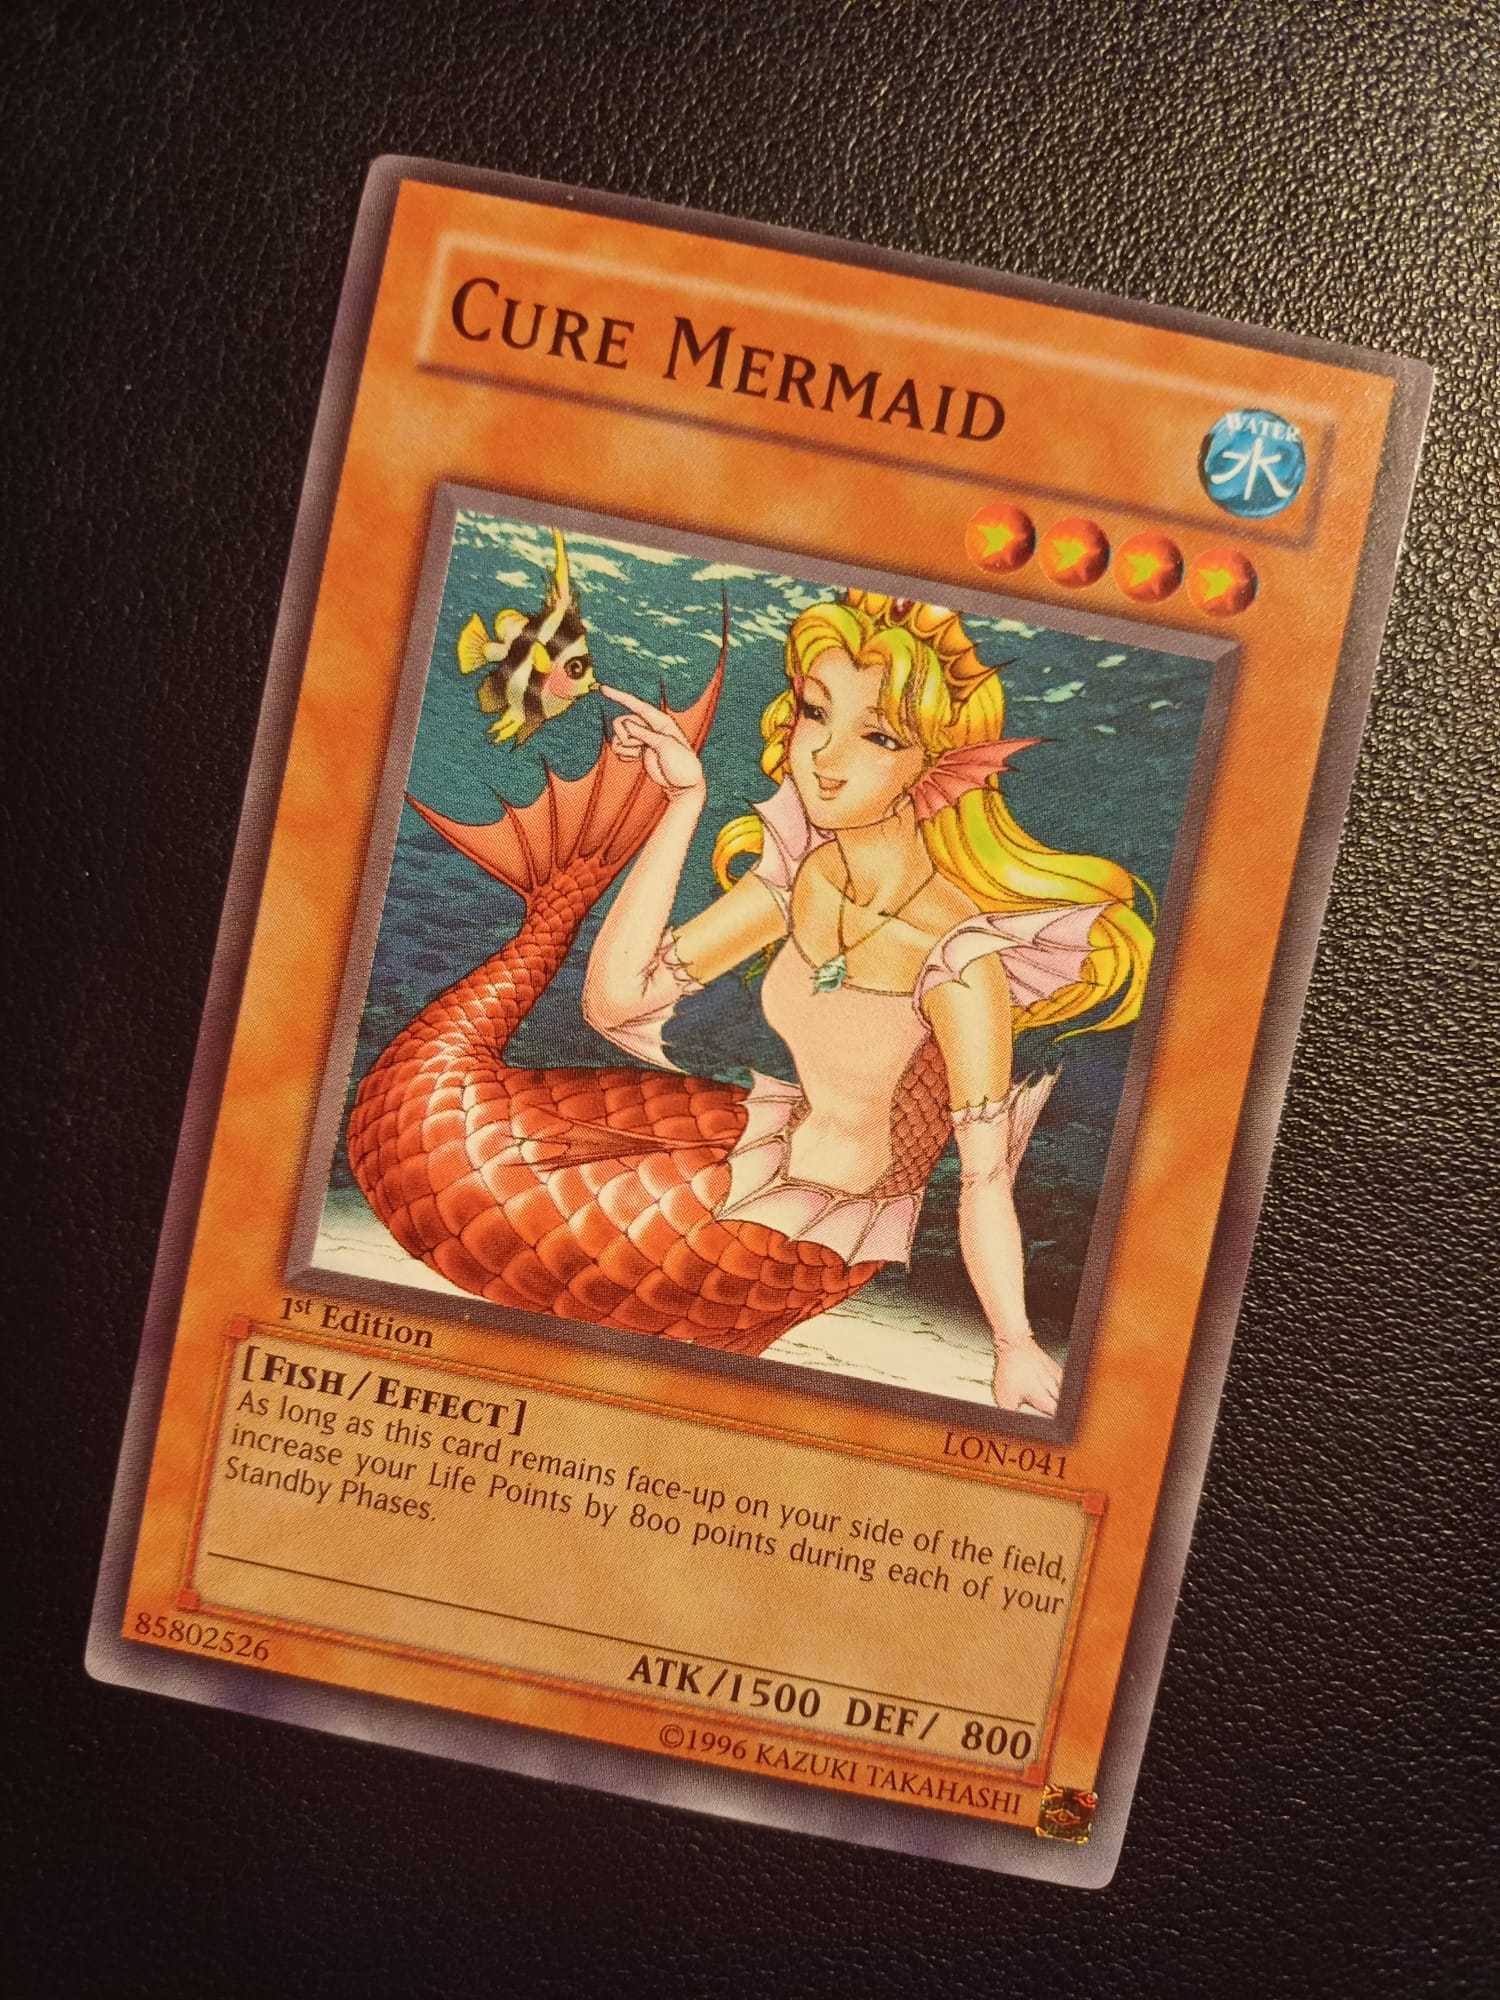 CURE MERMAID
WATER
水
1st Edition
LON-041
[FISH/EFFECT]
As long as this card remains face-up on your side of the field,
increase your Life Points by 800 points during each of your
Standby Phases.
ATK/1500 DEF/ 800
85802526
©1996 KAZUKI TAKAHASHI